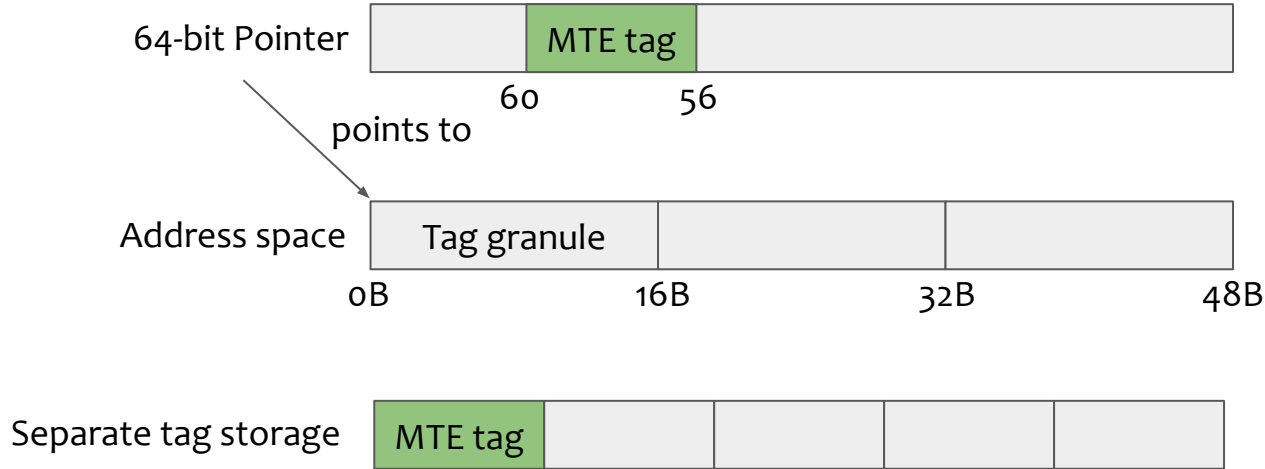 64-bit Pointer
MTE tag
60
56
points to
Address space
Tag granule
0B
16B
32B
48B
Separate tag storage
MTE tag